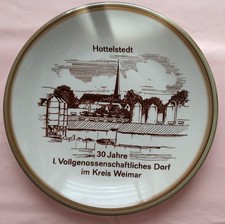 Hottelstedt
30 Jahre
I. Vollgenossenschaftliches Dorf
im Kreis Weimar